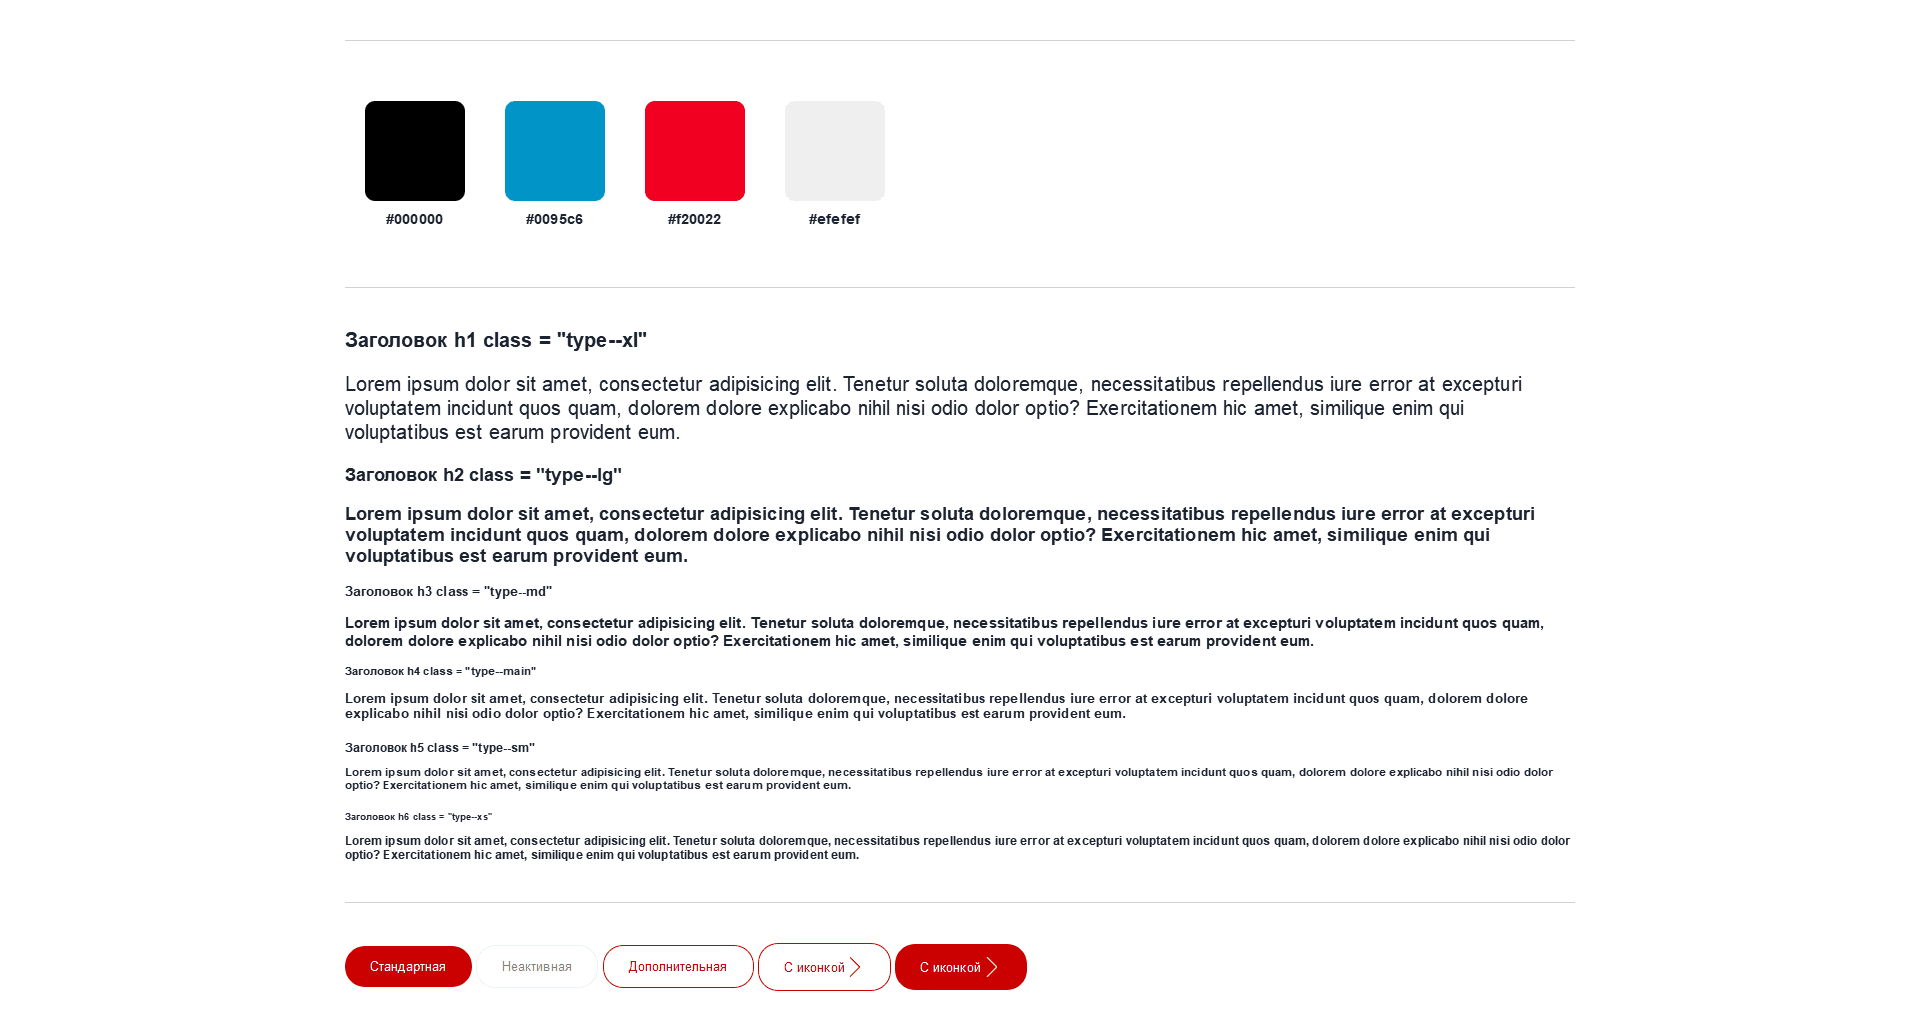 #000000 #0095c6 #f20022 #efefef
Заголовок h1 class = "type--xl"
Lorem ipsum dolor sit amet, consectetur adipisicing elit. Tenetur soluta doloremque, necessitatibus repellendus iure error at excepturi
voluptatem incidunt quos quam, dolorem dolore explicabo nihil nisi odio dolor optio? Exercitationem hic amet, similique enim qui
voluptatibus est earum provident eum.
Заголовок h2 class = "type--lg"
Lorem ipsum dolor sit amet, consectetur adipisicing elit. Tenetur soluta doloremque, necessitatibus repellendus iure error at excepturi
voluptatem incidunt quos quam, dolorem dolore explicabo nihil nisi odio dolor optio? Exercitationem hic amet, similique enim qui
voluptatibus est earum provident eum.
Заголовок h3 class = "type--md"
Lorem ipsum dolor sit amet, consectetur adipisicing elit. Tenetur soluta doloremque, necessitatibus repellendus iure error at excepturi voluptatem incidunt quos quam,
dolorem dolore explicabo nihil nisi odio dolor optio? Exercitationem hic amet, similique enim qui voluptatibus est earum provident eum.
Заголовок h4 class = "type--main"
Lorem ipsum dolor sit amet, consectetur adipisicing elit. Tenetur soluta doloremque, necessitatibus repellendus iure error at excepturi voluptatem incidunt quos quam, dolorem dolore
explicabo nihil nisi odio dolor optio? Exercitationem hic amet, similique enim qui voluptatibus est earum provident eum.
Заголовок h5 class = "type--sm"
Lorem ipsum dolor sit amet, consectetur adipisicing elit. Tenetur soluta doloremque, necessitatibus repellendus iure error at excepturi voluptatem incidunt quos quam, dolorem dolore explicabo nihil nisi odio dolor
optio? Exercitationem hic amet, similique enim qui voluptatibus est earum provident eum.
Заголовок h6 class = "type--xs"
Lorem ipsum dolor sit amet, consectetur adipisicing elit. Tenetur soluta doloremque, necessitatibus repellendus iure error at excepturi voluptatem incidunt quos quam, dolorem dolore explicabo nihil nisi odio dolor
optio? Exercitationem hic amet, similique enim qui voluptatibus est earum provident eum.
Стандартная Неактивная Дополнительная С иконкой С иконкой